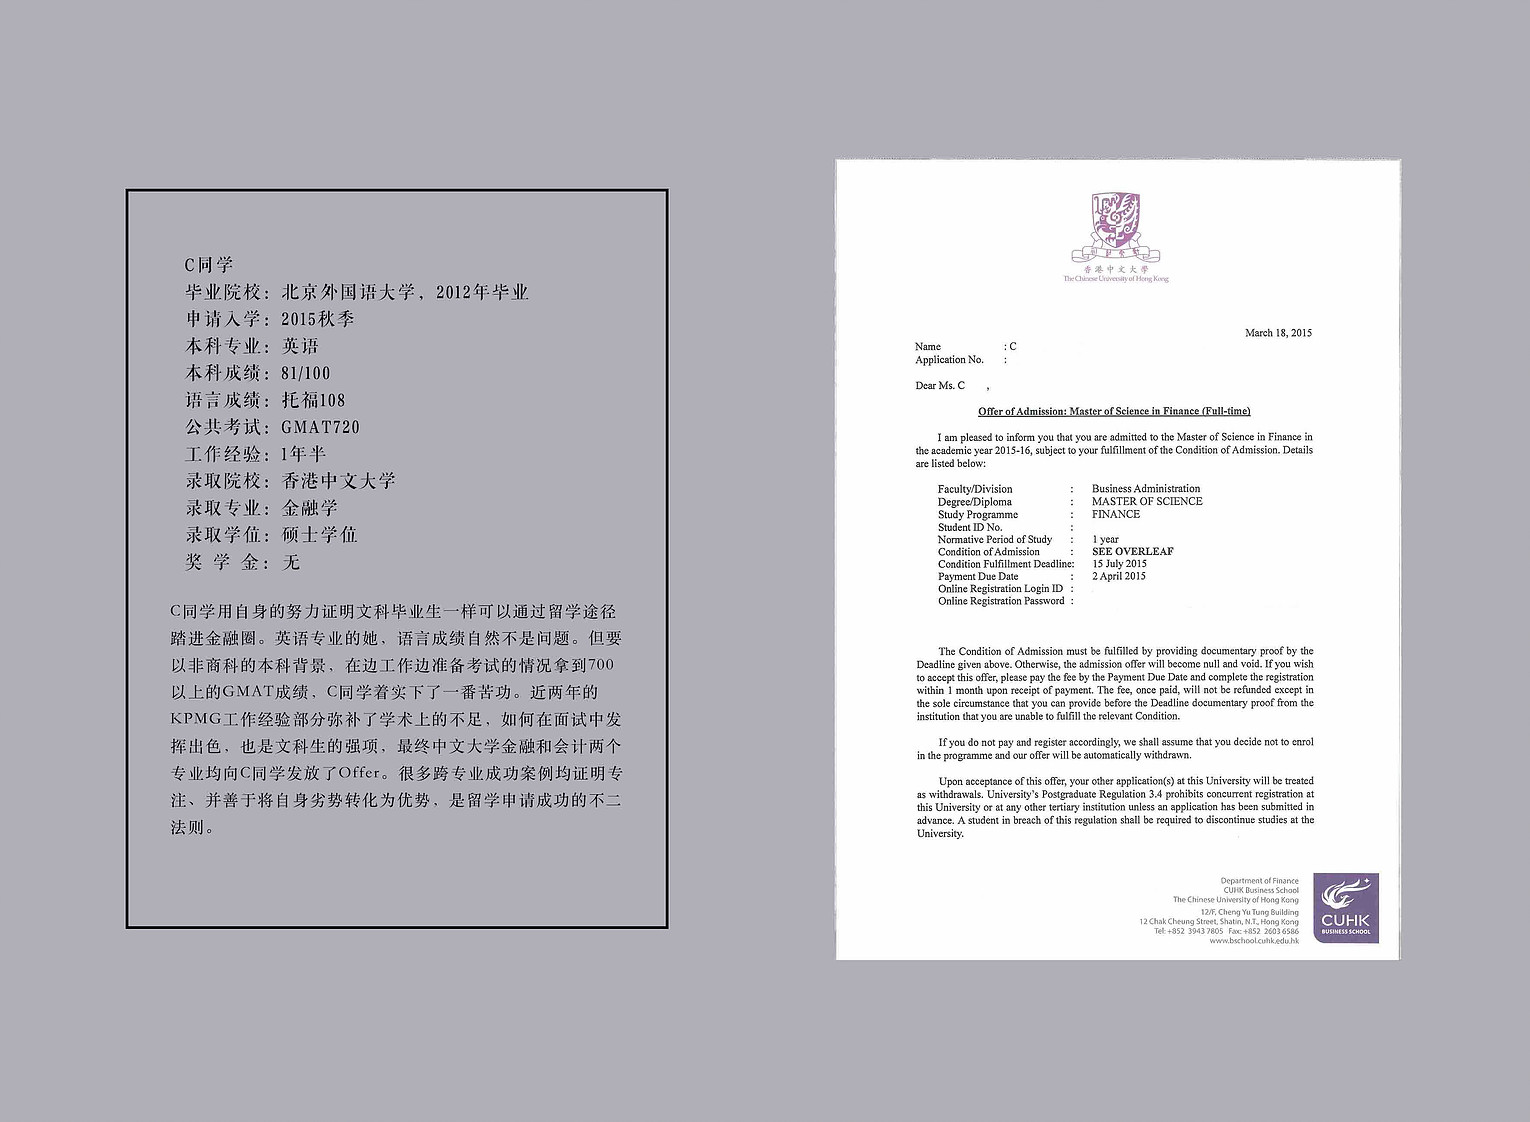 C同学
毕业院校：北京外国语大学，2012年毕业
申请入学：2015秋季
本科专业：英语
本科成绩：81/100
语言成绩：托福108
公共考试：GMAT720
工作经验：1年半
录取院校：香港中文大学
录取专业：金融学
录取学位：硕士学位
奖 学 金：无
C同学用自身的努力证明文科毕业生一样可以通过留学途径
踏进金融圈。英语专业的她，语言成绩自然不是问题。但要
以非商科的本科背景，在边工作边准备考试的情况拿到700
以上的GMAT成绩，C同学着实下了一番苦功。近两年的
KPMG工作经验部分弥补了学术上的不足，如何在面试中发
挥出色，也是文科生的强项，最终中文大学金融和会计两个
专业均向C同学发放了Offer。很多跨专业成功案例均证明专
注、并善于将自身劣势转化为优势，是留学申请成功的不二
法则。
香港中文大學
The Chinese University of Hong Kong
March 18, 2015
Name : C
Application No. :
Dear Ms. C ,
Offer of Admission: Master of Science in Finance (Full-time)
I am pleased to inform you that you are admitted to the Master of Science in Finance in
the academic year 2015-16, subject to your fulfillment of the Condition of Admission. Details
are listed below:
Faculty/Division : Business Administration
Degree/Diploma : MASTER OF SCIENCE
Study Programme : FINANCE
Student ID No. :
Normative Period of Study : 1 year
Condition of Admission : SEE OVERLEAF
Condition Fulfillment Deadline: 15 July 2015
Payment Due Date : 2 April 2015
Online Registration Login ID :
Online Registration Password :
The Condition of Admission must be fulfilled by providing documentary proof by the
Deadline given above. Otherwise, the admission offer will become null and void. If you wish
to accept this offer, please pay the fee by the Payment Due Date and complete the registration
within 1 month upon receipt of payment. The fee, once paid, will not be refunded except in
the sole circumstance that you can provide before the Deadline documentary proof from the
institution that you are unable to fulfill the relevant Condition.
If you do not pay and register accordingly, we shall assume that you decide not to enrol
in the programme and our offer will be automatically withdrawn.
Upon acceptance of this offer, your other application(s) at this University will be treated
as withdrawals. University's Postgraduate Regulation 3.4 prohibits concurrent registration at
this University or at any other tertiary institution unless an application has been submitted in
advance. A student in breach of this regulation shall be required to discontinue studies at the
University.
Department of Finance
CUHK Business School
The Chinese University of Hong Kong
12/F, Cheng Yu Tung Building
12 Chak Cheung Street, Shatin, N.T., Hong Kong
Tel: +852 3943 7805 Fax: +852 2603 6586
www.bschool.cuhk.edu.hk
CUHK
BUSINESS SCHOOL